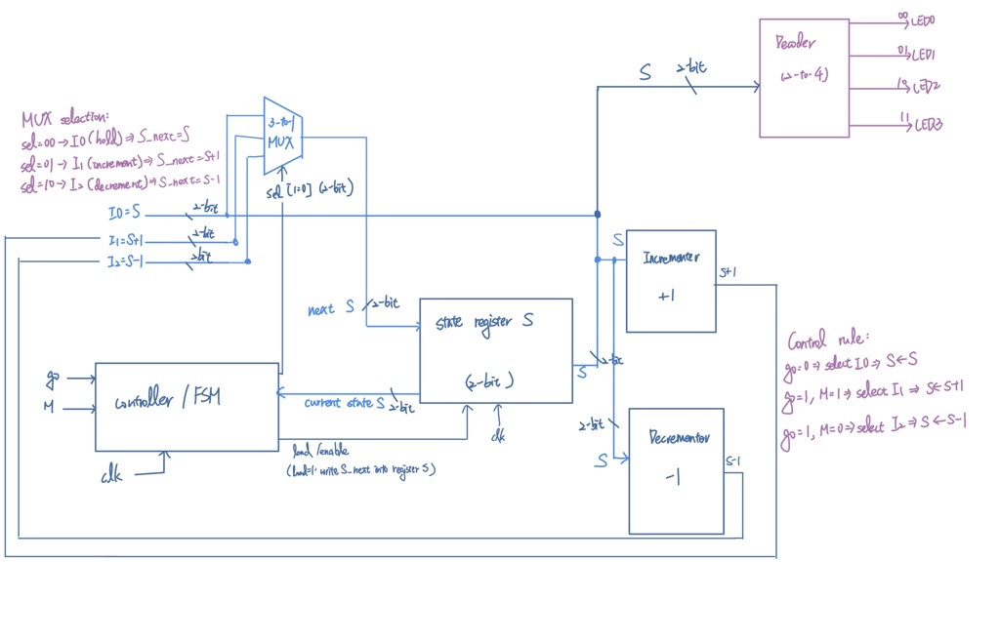 MUX selection:
sel=00→I0 (hold)⇒S_next=S
sel=01→I1 (increment)⇒S_next=S+1
sel=10→I2 (decrement)⇒S_next=S-1
3-to-1
MUX
sel [1:0] (2-bit)
S 2-bit
Decoder
(2-to-4)
00 LED0
01 LED1
10 LED2
11 LED3
I0=S 2-bit
I1=S+1 2-bit
I2=S-1 2-bit
next S 2-bit
state register S
(2-bit)
clk
S 2-bit
S
Incrementer
+1
S+1
2-bit
S
Decrementor
-1
S-1
go
M
controller / FSM
clk
current state S 2-bit
load /enable
(load=1: write S_next into register S)
Control rule:
go=0⇒select I0⇒S←S
go=1, M=1⇒select I1⇒S←S+1
go=1, M=0⇒select I2⇒S←S-1